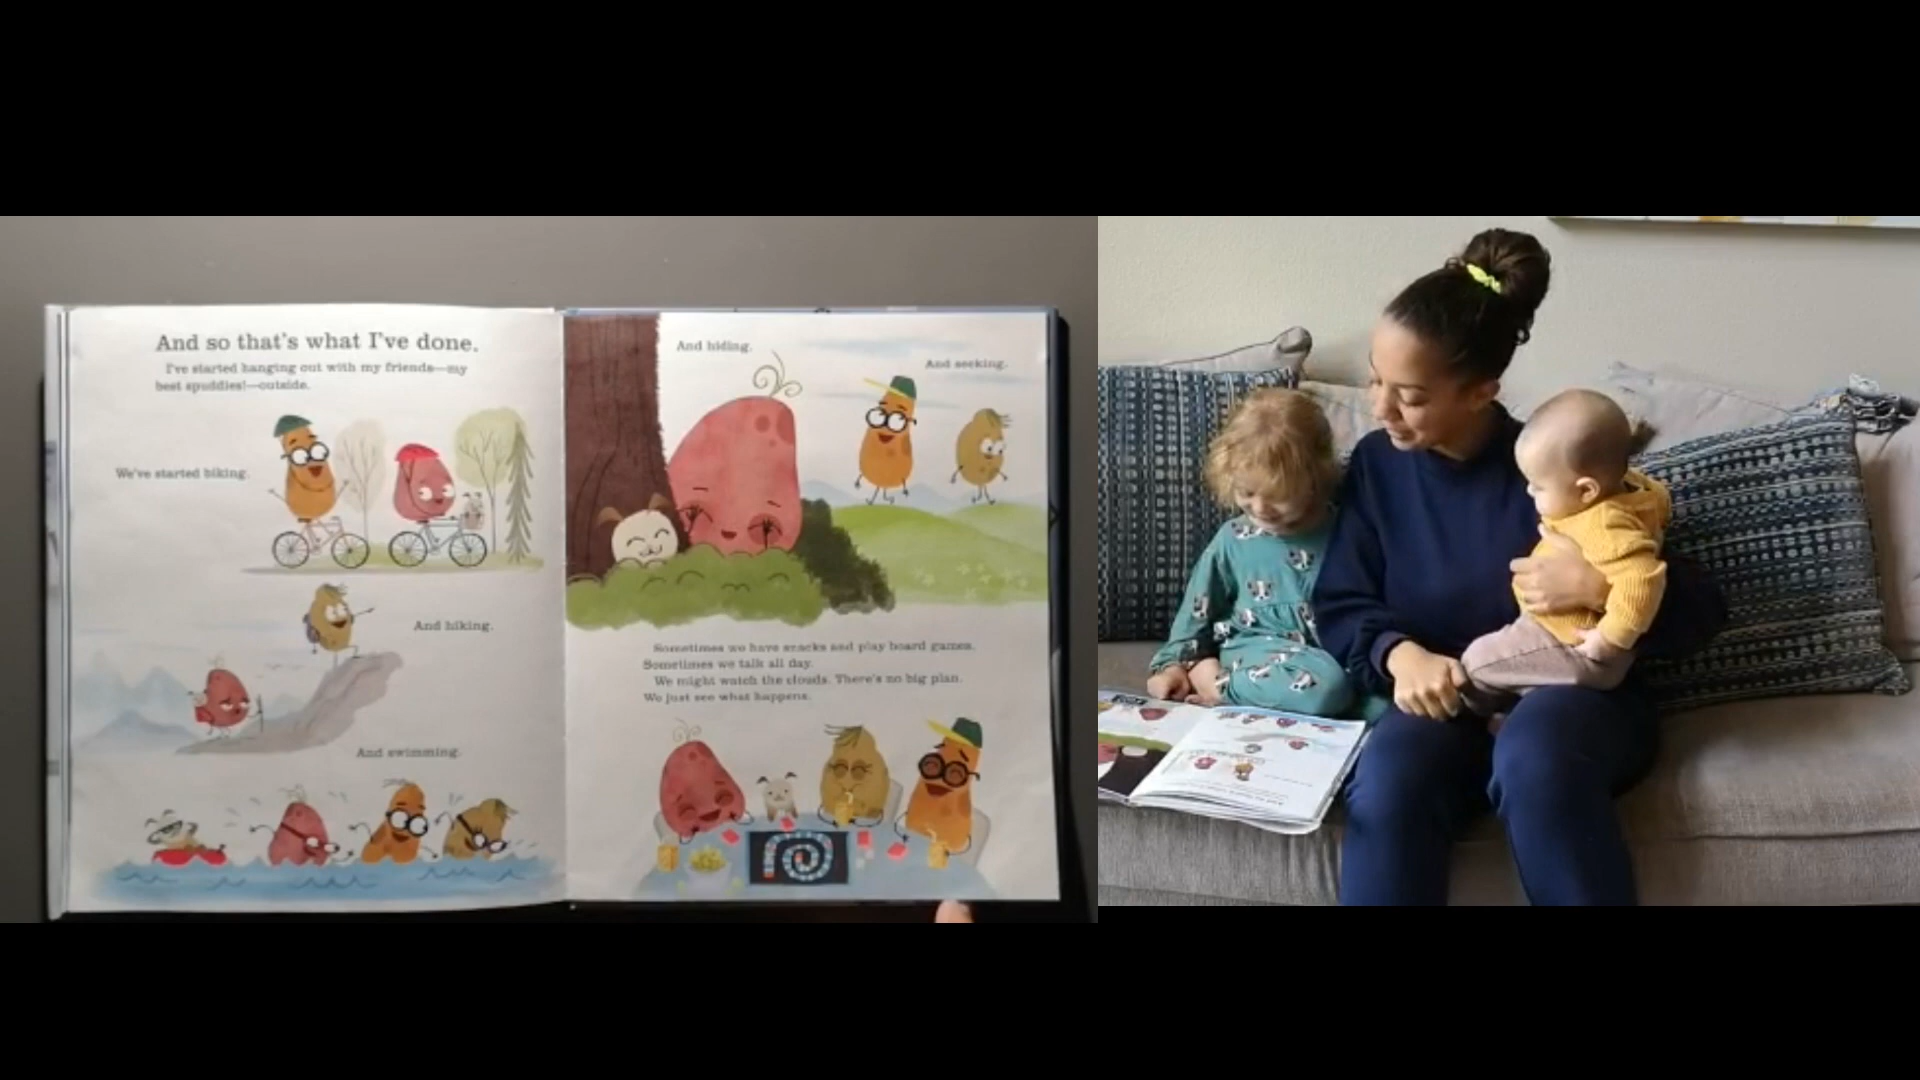 And so that's what I've done.
I've started hanging out with my friends—my
best spuddies!—outside.
We've started biking.
And hiking.
And swimming.
And hiding.
And seeking.
Sometimes we have snacks and play board games.
Sometimes we talk all day.
We might watch the clouds. There's no big plan.
We just see what happens.